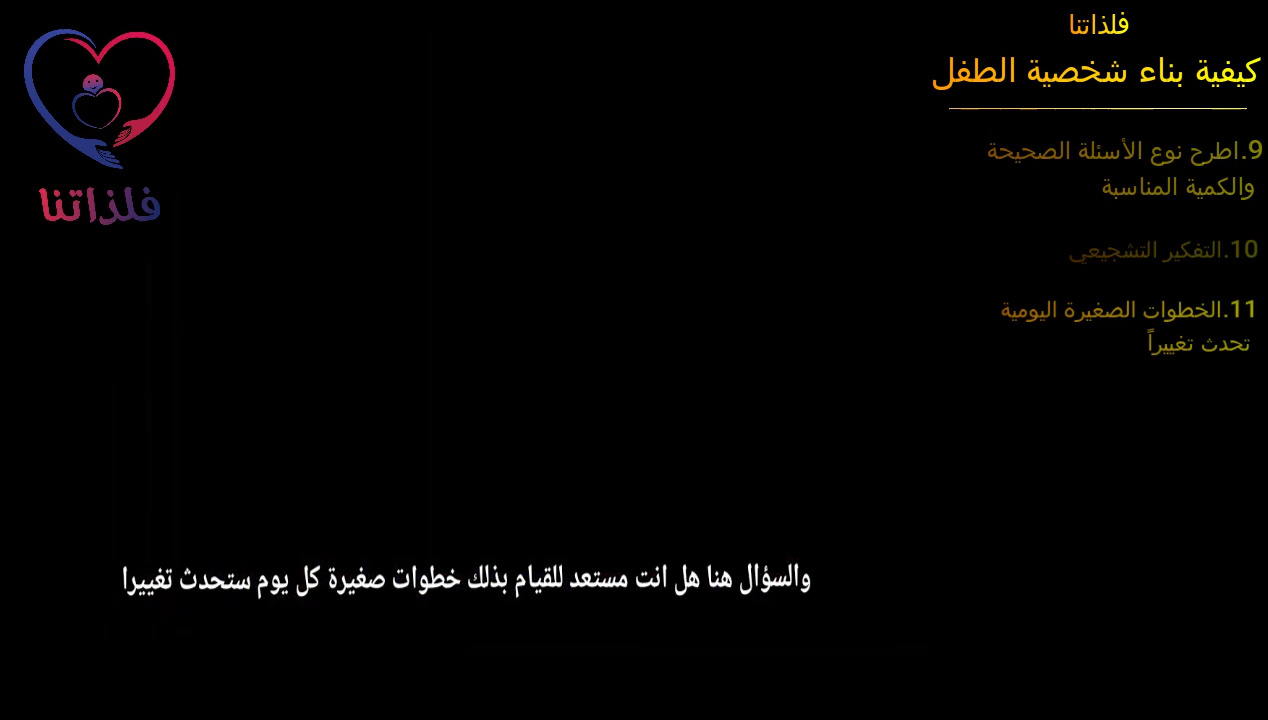 فلذاتنا
كيفية بناء شخصية الطفل
9.اطرح نوع الأسئلة الصحيحة
والكمية المناسبة
10.التفكير التشجيعي
11.الخطوات الصغيرة اليومية
تحدث تغييراً
فلذاتنا
والسؤال هنا هل انت مستعد للقيام بذلك خطوات صغيرة كل يوم ستحدث تغييرا